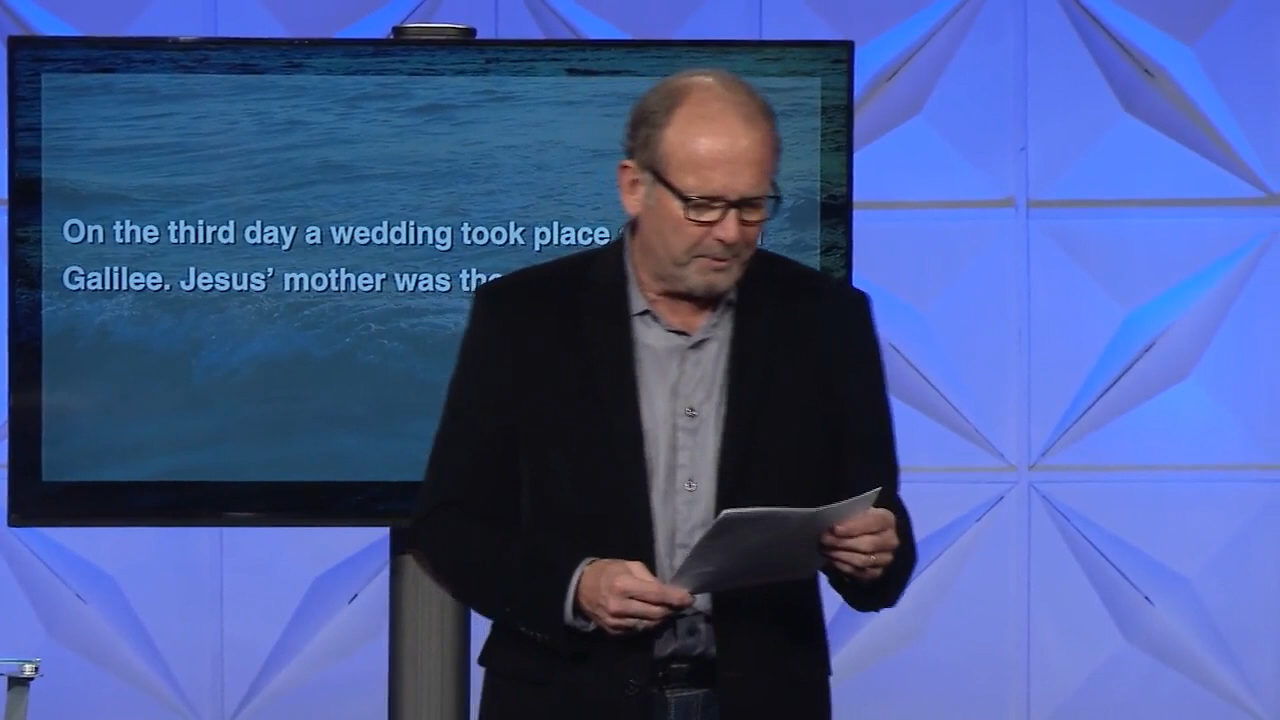 On the third day a wedding took place
Galilee. Jesus’ mother was the